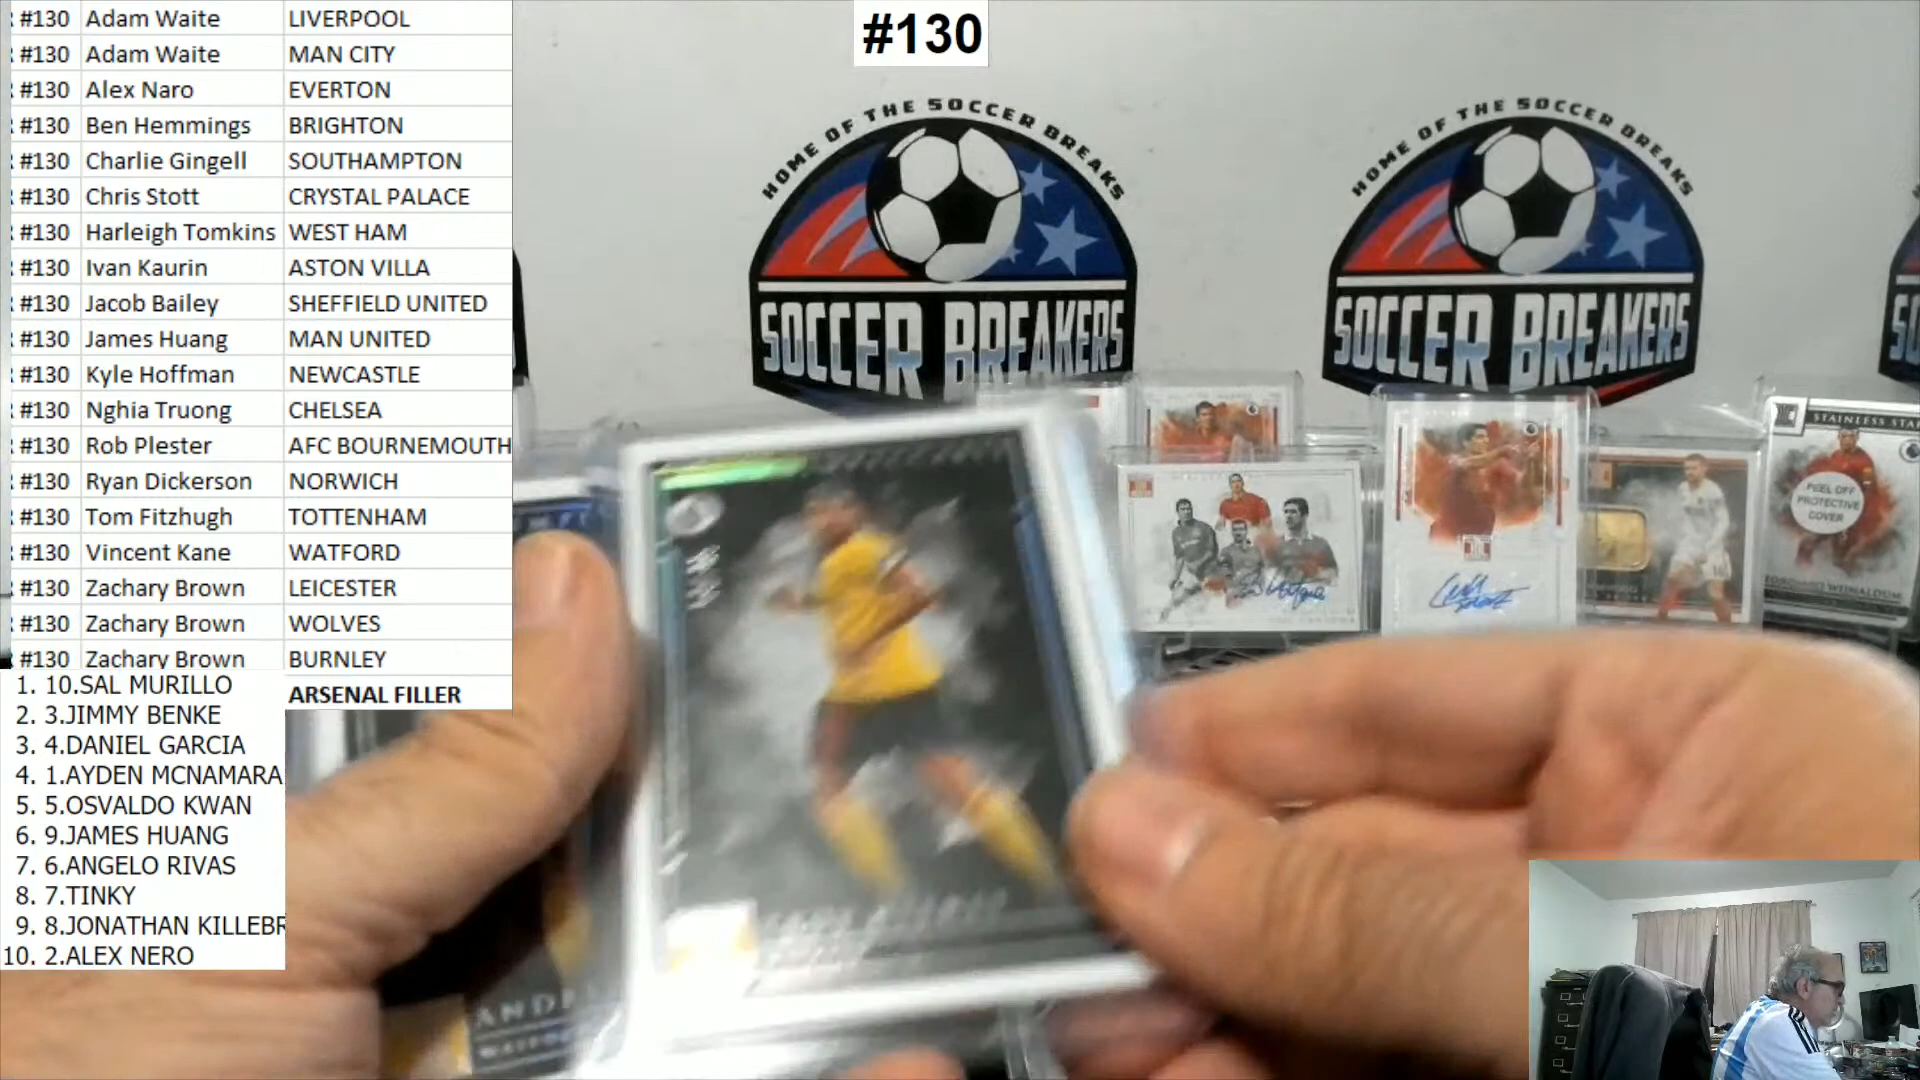 #130 Adam Waite LIVERPOOL
#130 Adam Waite MAN CITY
#130 Alex Naro EVERTON
#130 Ben Hemmings BRIGHTON
#130 Charlie Gingell SOUTHAMPTON
#130 Chris Stott CRYSTAL PALACE
#130 Harleigh Tomkins WEST HAM
#130 Ivan Kaurin ASTON VILLA
#130 Jacob Bailey SHEFFIELD UNITED
#130 James Huang MAN UNITED
#130 Kyle Hoffman NEWCASTLE
#130 Nghia Truong CHELSEA
#130 Rob Plester AFC BOURNEMOUTH
#130 Ryan Dickerson NORWICH
#130 Tom Fitzhugh TOTTENHAM
#130 Vincent Kane WATFORD
#130 Zachary Brown LEICESTER
#130 Zachary Brown WOLVES
#130 Zachary Brown BURNLEY
ARSENAL FILLER
1. 10.SAL MURILLO
2. 3.JIMMY BENKE
3. 4.DANIEL GARCIA
4. 1.AYDEN MCNAMARA
5. 5.OSVALDO KWAN
6. 9.JAMES HUANG
7. 6.ANGELO RIVAS
8. 7.TINKY
9. 8.JONATHAN KILLEBR
10. 2.ALEX NERO
#130
HOME OF THE SOCCER BREAKS
SOCCER BREAKERS
HOME OF THE SOCCER BREAKS
SOCCER BREAKERS
SO
STAINLESS STA
PEEL OFF
PROTECTIVE
COVER
WIJNALDUM
ANDR